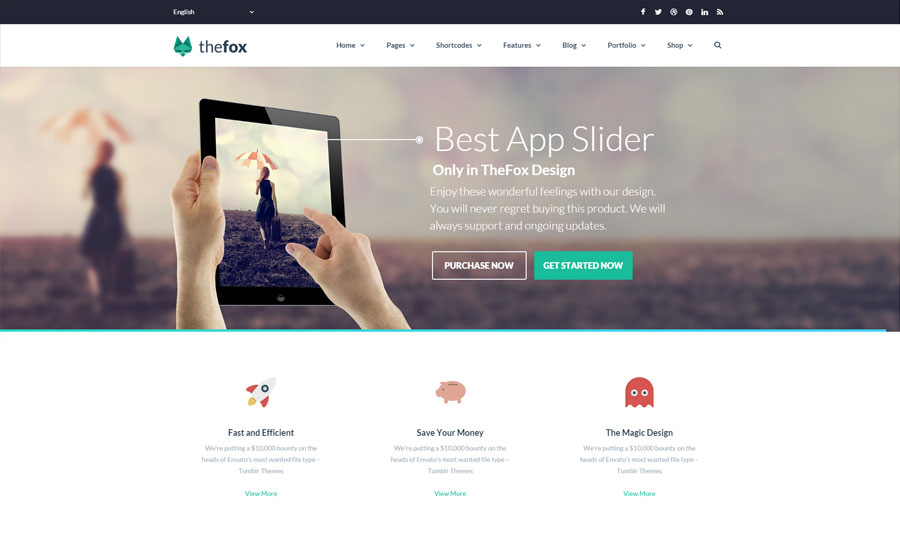 English
thefox
Home Pages Shortcodes Features Blog Portfolio Shop
Best App Slider
Only in TheFox Design
Enjoy these wonderful feelings with our design.
You will never regret buying this product. We will
always support and ongoing updates.
PURCHASE NOW GET STARTED NOW
Fast and Efficient
We're putting a $10,000 bounty on the
heads of Envato's most wanted file type –
Tumblr Themes
View More
Save Your Money
We're putting a $10,000 bounty on the
heads of Envato's most wanted file type –
Tumblr Themes
View More
The Magic Design
We're putting a $10,000 bounty on the
heads of Envato's most wanted file type –
Tumblr Themes
View More